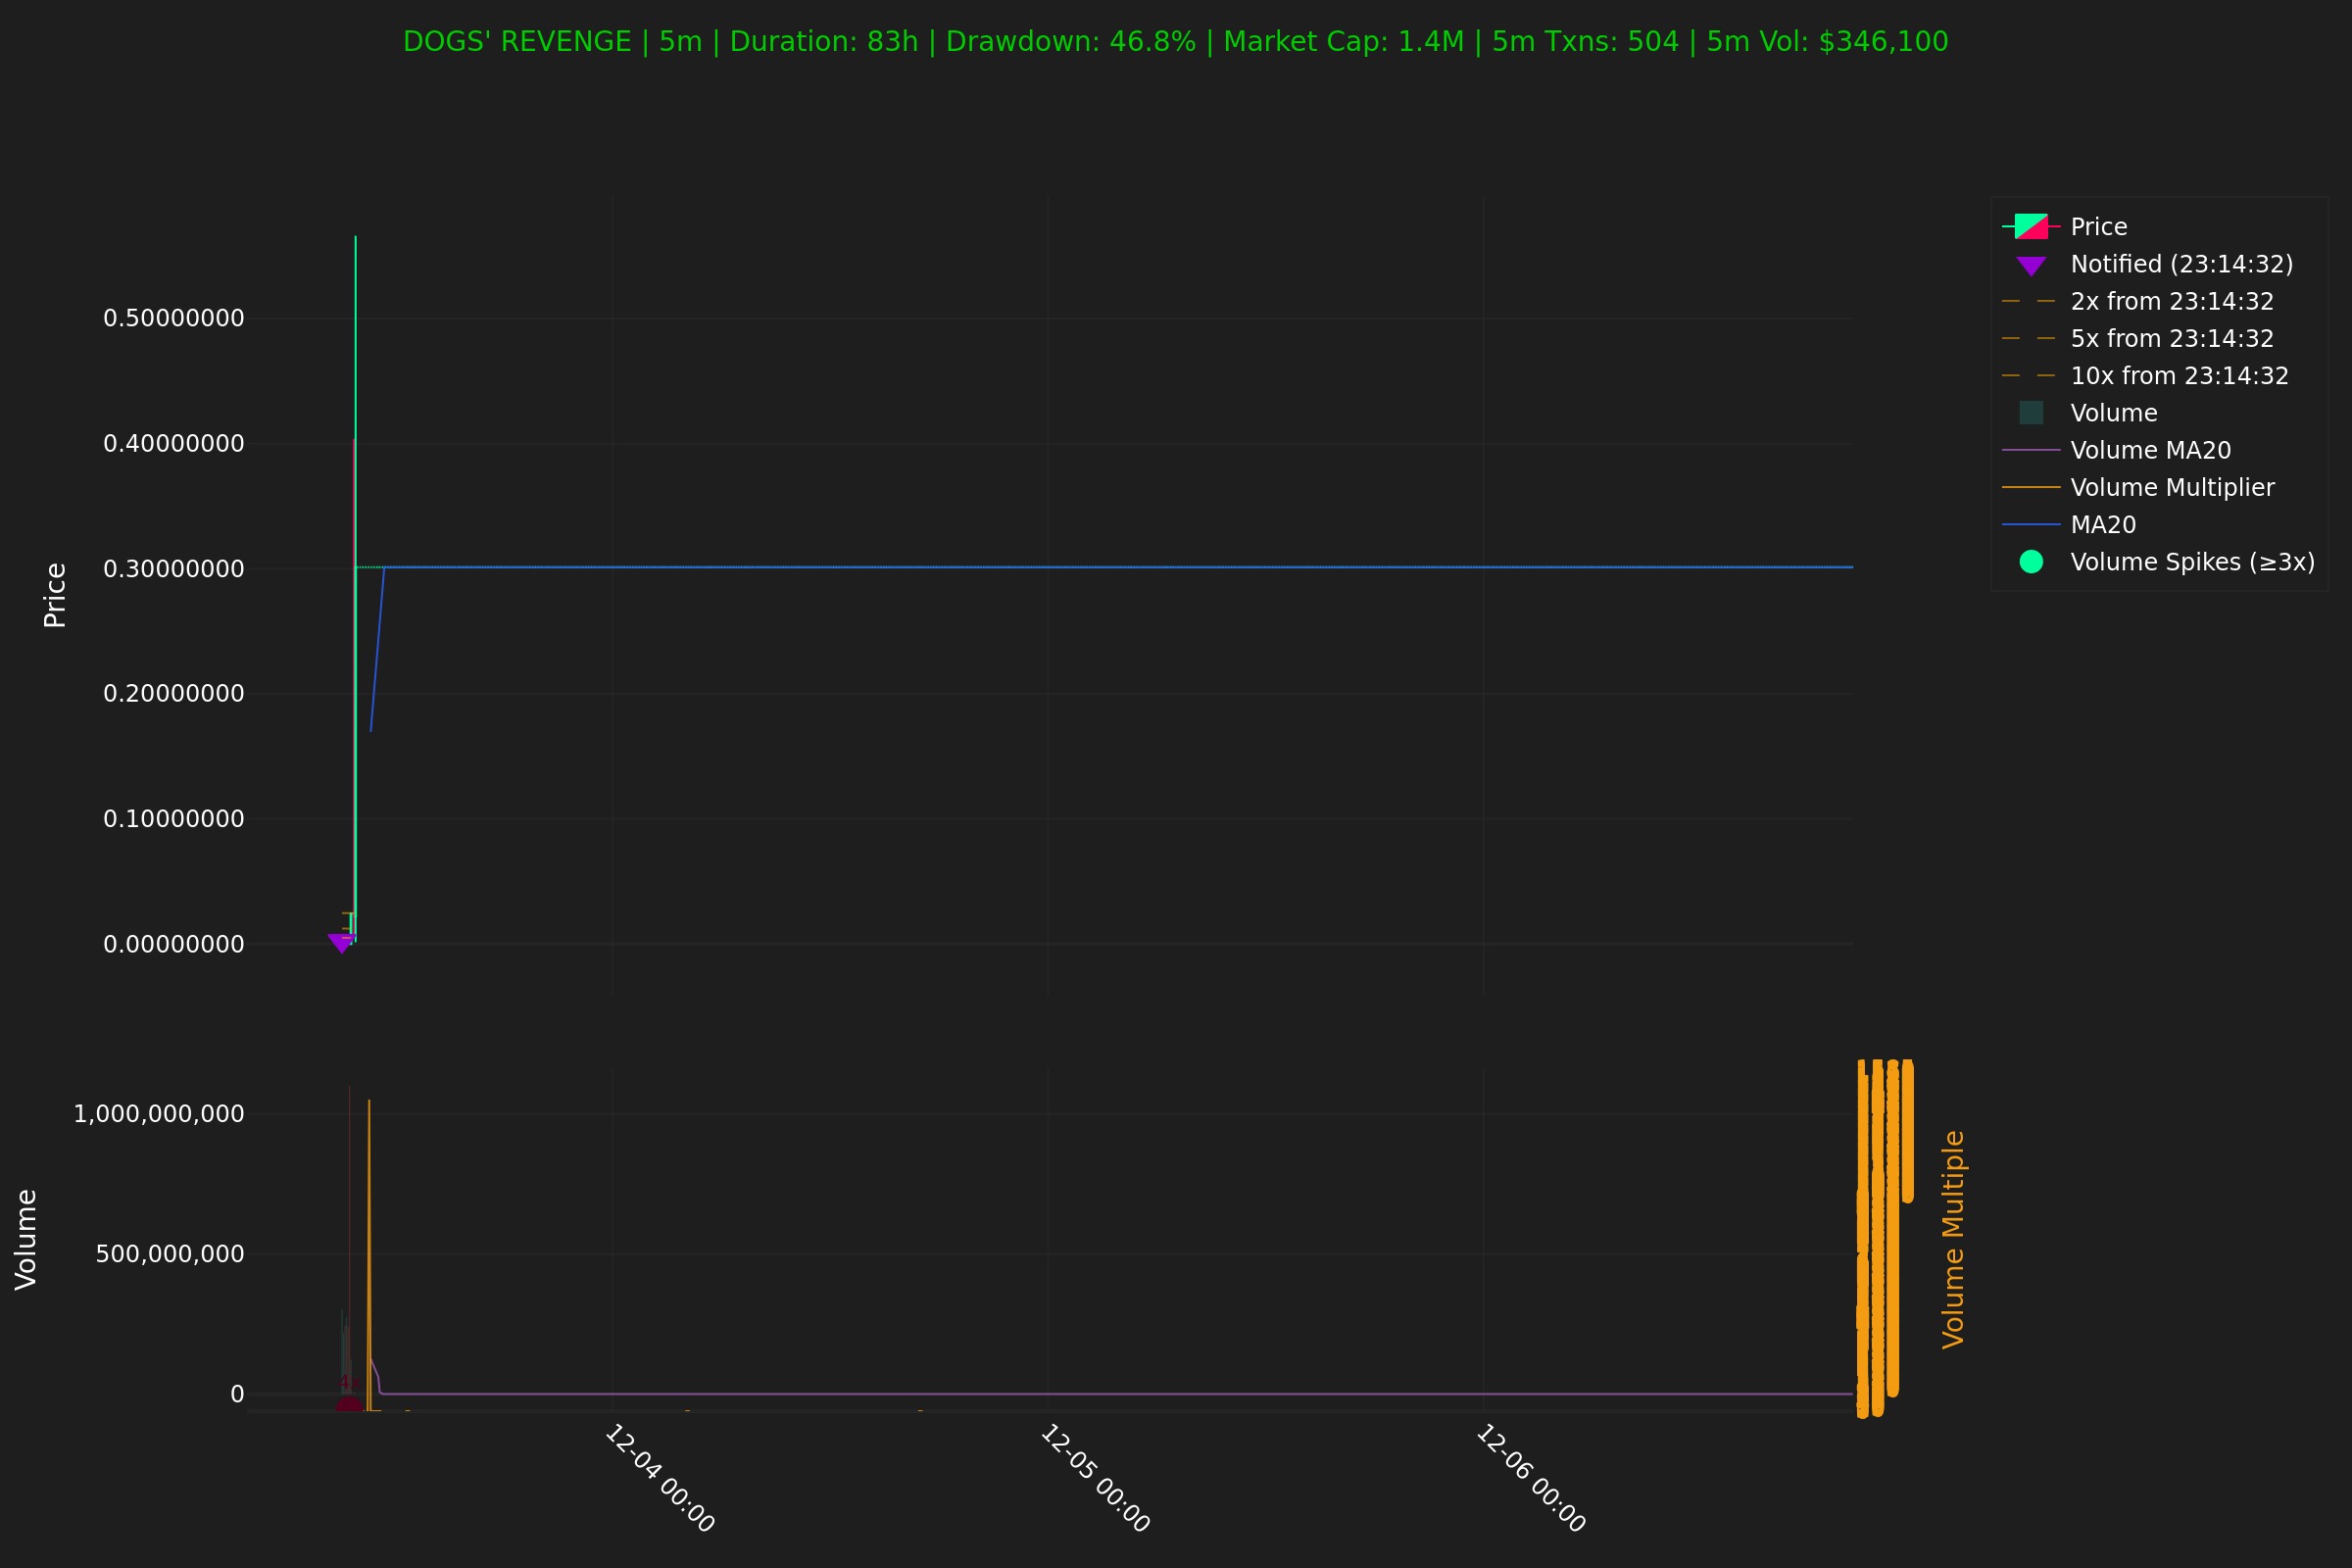 DOGS' REVENGE | 5m | Duration: 83h | Drawdown: 46.8% | Market Cap: 1.4M | 5m Txns: 504 | 5m Vol: $346,100
Price
0.50000000
0.40000000
0.30000000
0.20000000
0.10000000
0.00000000
Price
Notified (23:14:32)
2x from 23:14:32
5x from 23:14:32
10x from 23:14:32
Volume
Volume MA20
Volume Multiplier
MA20
Volume Spikes (≥3x)
Volume
1,000,000,000
500,000,000
0
Volume Multiple
12-04 00:00
12-05 00:00
12-06 00:00